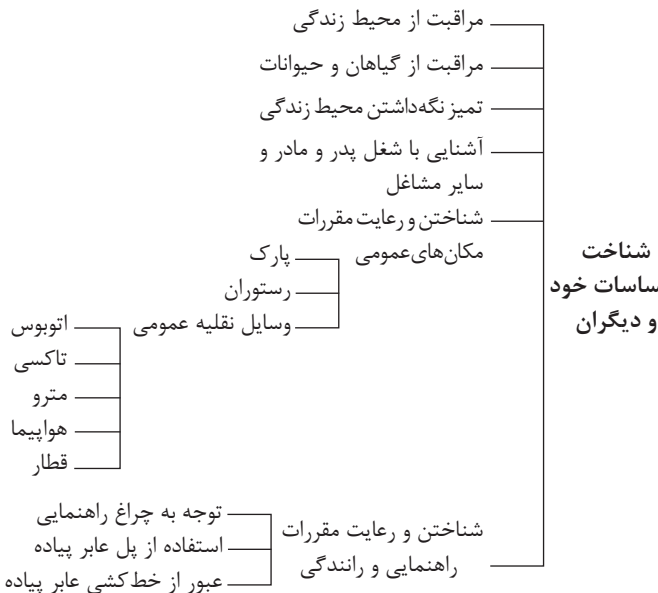 مراقبت از محیط زندگی
مراقبت از گیاهان و حیوانات
تمیز نگه‌داشتن محیط زندگی
آشنایی با شغل پدر و مادر و
سایر مشاغل
شناختن و رعایت مقررات
مکان‌های عمومی
پارک
رستوران
وسایل نقلیه عمومی
اتوبوس
تاکسی
مترو
هواپیما
قطار
شناخت
ساسات خود
و دیگران
شناختن و رعایت مقررات
راهنمایی و رانندگی
توجه به چراغ راهنمایی
استفاده از پل عابر پیاده
عبور از خط‌کشی عابر پیاده